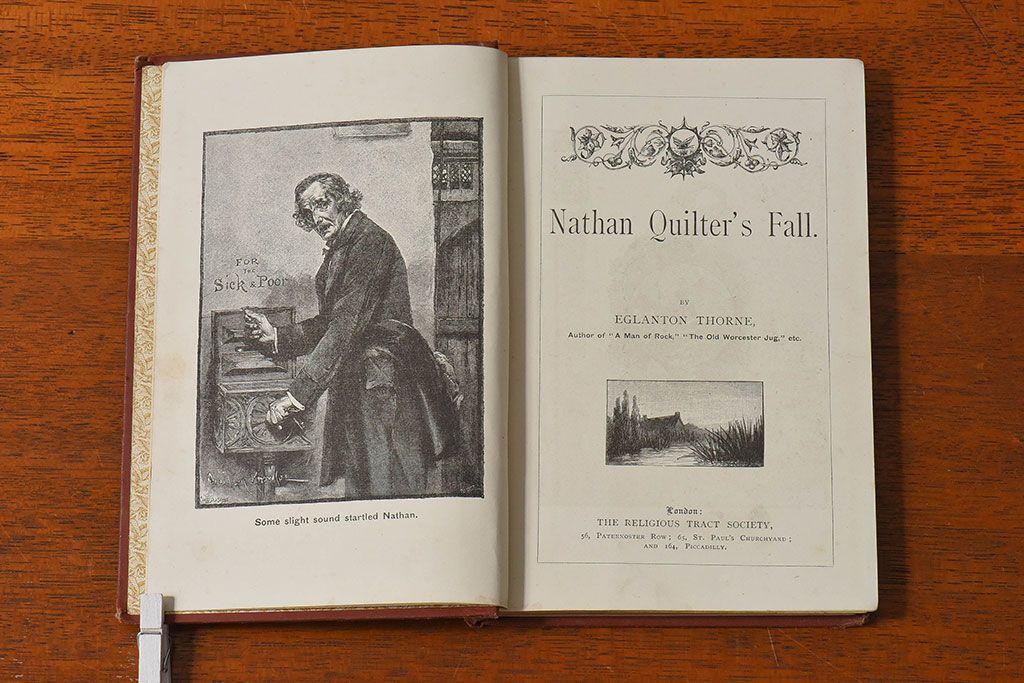 FOR
THE
Sick & Poor
Some slight sound startled Nathan.
Nathan Quilter's Fall.
BY
EGLANTON THORNE,
Author of "A Man of Rock," "The Old Worcester Jug," etc.
London:
THE RELIGIOUS TRACT SOCIETY,
56, PATERNOSTER ROW; 65, ST. PAUL'S CHURCHYARD;
AND 164, PICCADILLY.